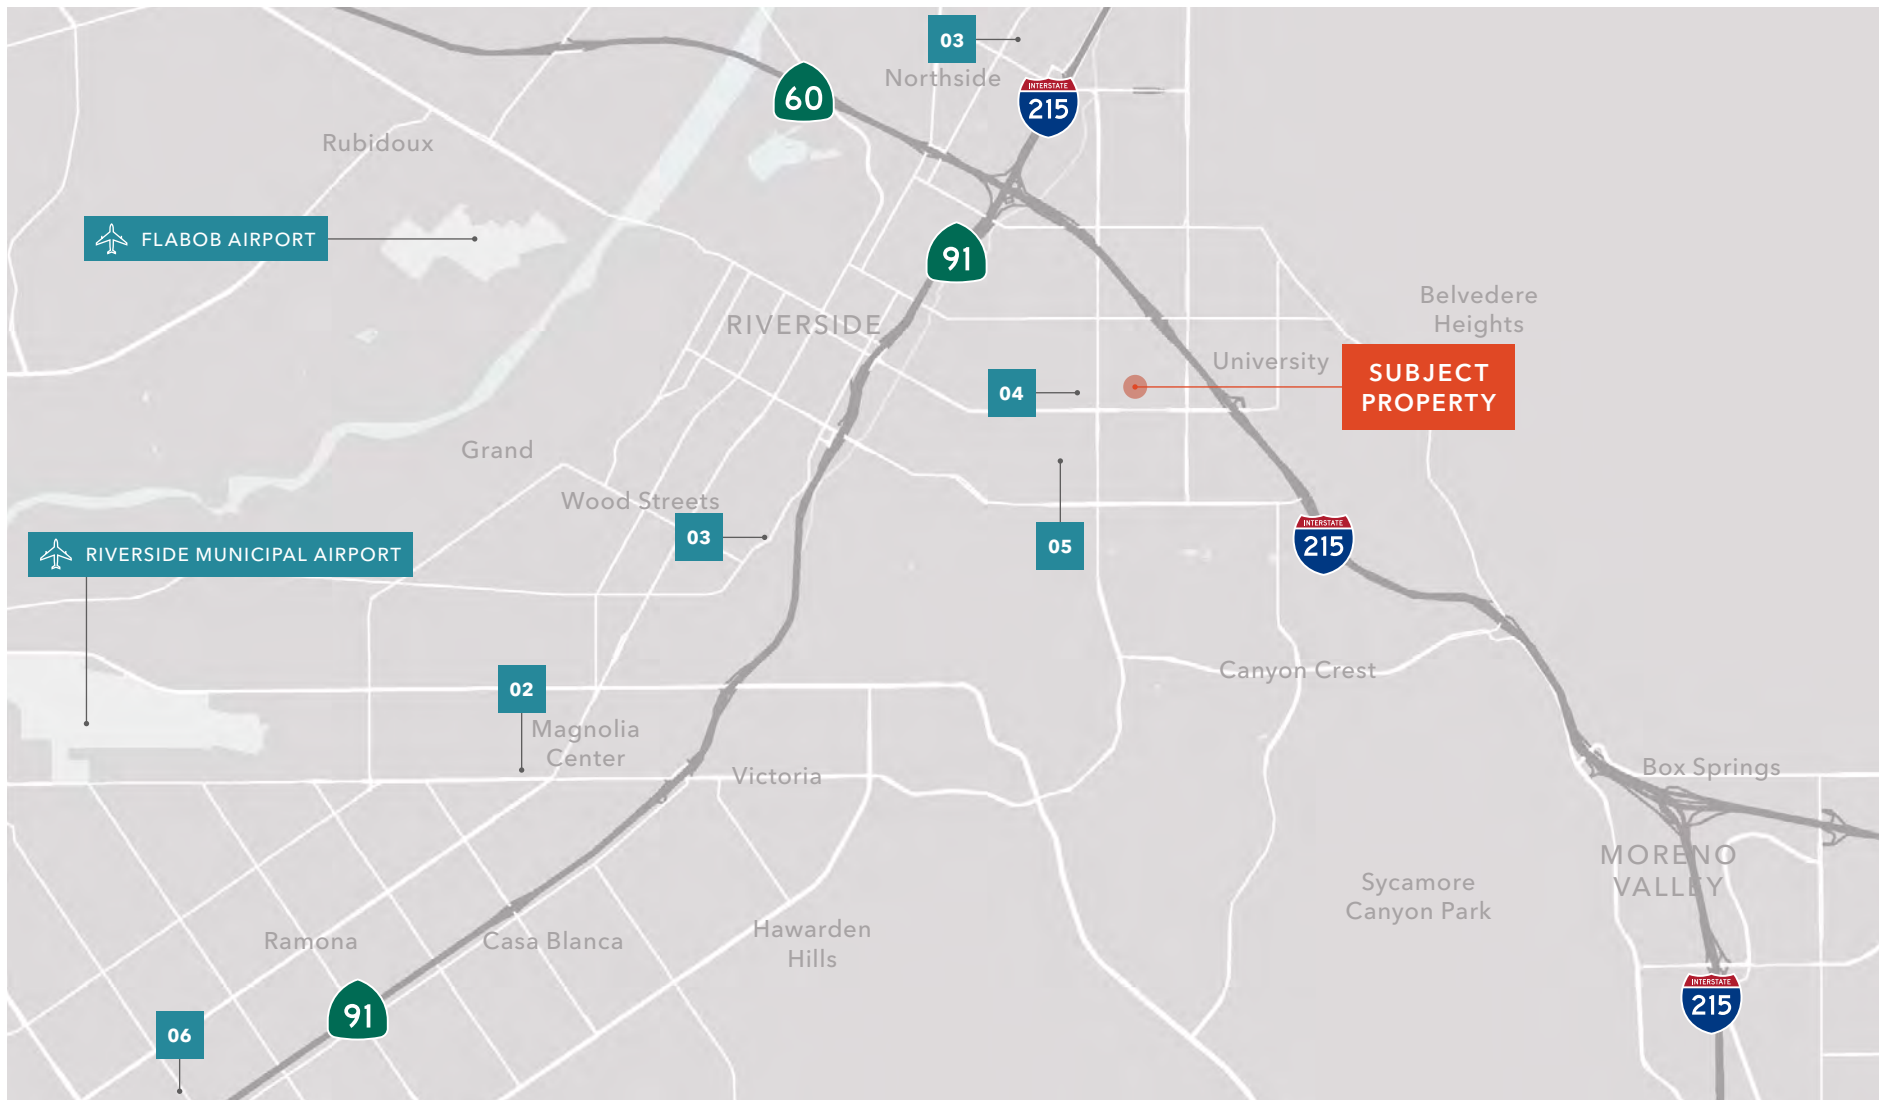 03
Northside
60
INTERSTATE
215
Rubidoux
FLABOB AIRPORT
91
Belvedere
Heights
RIVERSIDE
University
SUBJECT
PROPERTY
04
Grand
Wood Streets
03
05
INTERSTATE
215
RIVERSIDE MUNICIPAL AIRPORT
Canyon Crest
02
Magnolia
Center
Victoria
Box Springs
MORENO
VALLEY
Sycamore
Canyon Park
Ramona
Casa Blanca
Hawarden
Hills
91
INTERSTATE
215
06